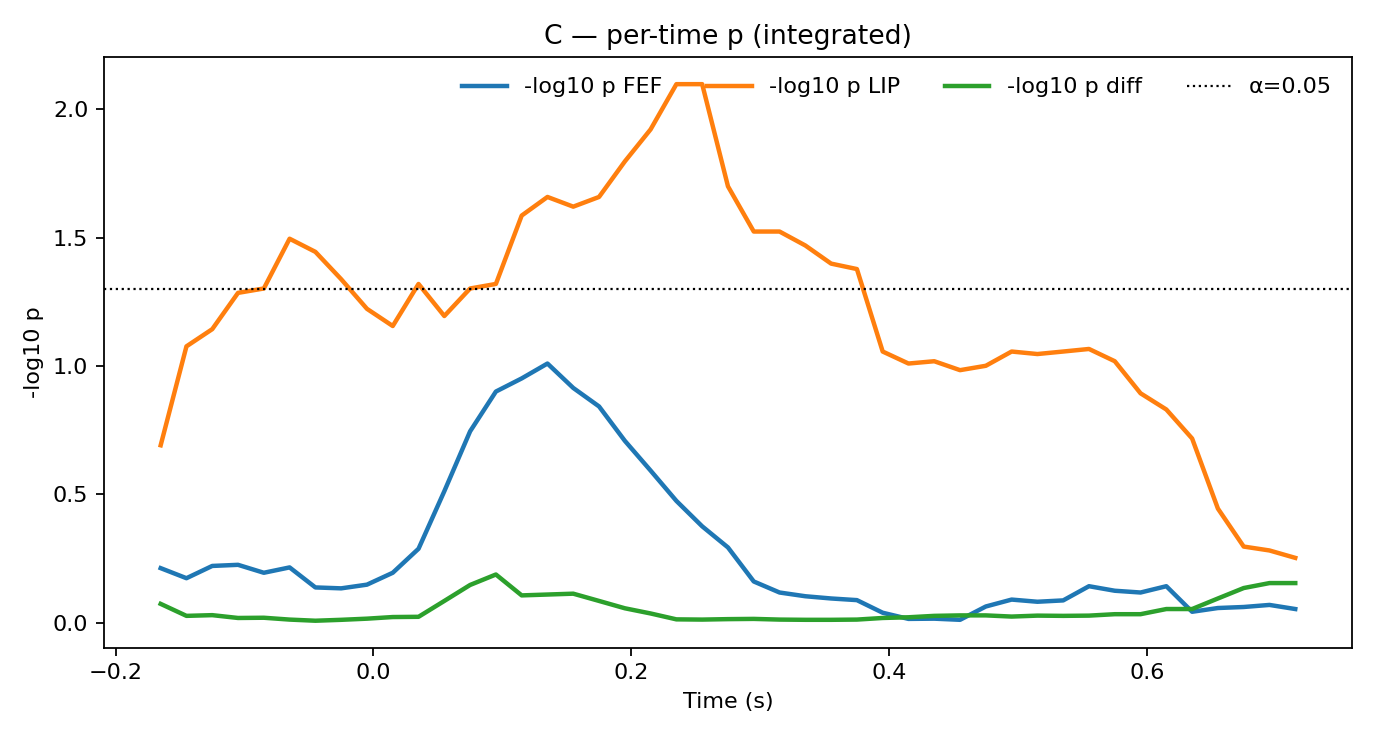 C — per-time p (integrated)
-log10 p FEF
-log10 p LIP
-log10 p diff
α=0.05
-log10 p
2.0
1.5
1.0
0.5
0.0
−0.2
0.0
0.2
0.4
0.6
Time (s)